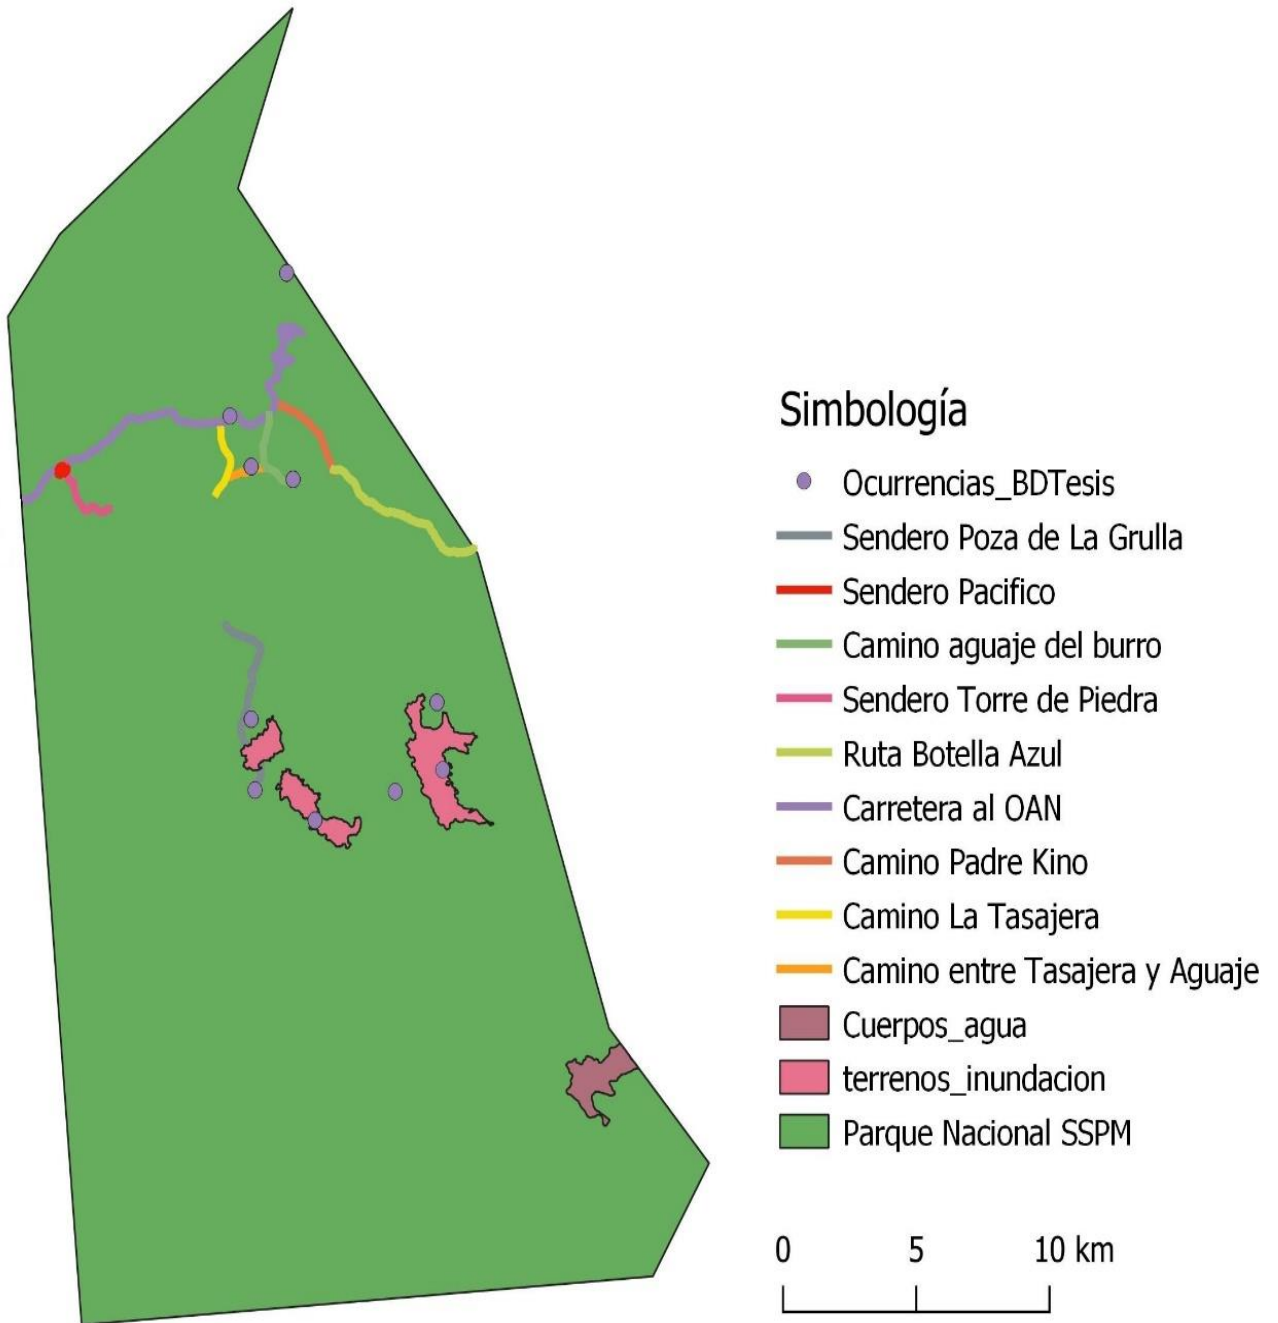 Simbología
Ocurrencias_BDTesis
Sendero Poza de La Grulla
Sendero Pacifico
Camino aguaje del burro
Sendero Torre de Piedra
Ruta Botella Azul
Carretera al OAN
Camino Padre Kino
Camino La Tasajera
Camino entre Tasajera y Aguaje
Cuerpos_agua
terrenos_inundacion
Parque Nacional SSPM
0 5 10 km